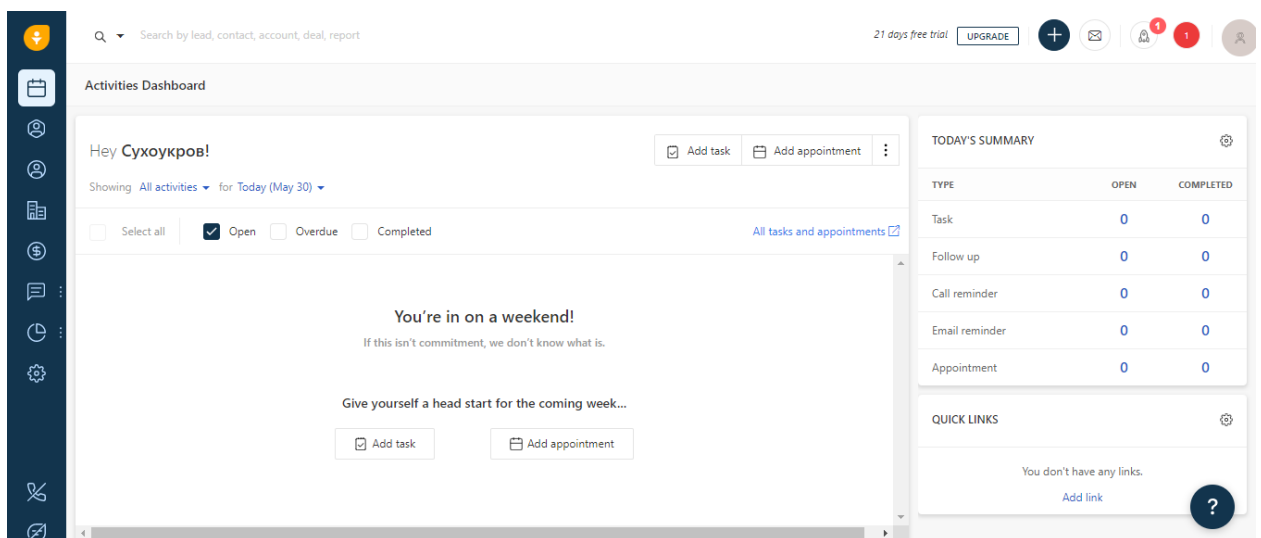 Search by lead, contact, account, deal, report
21 days free trial UPGRADE 1 1
Activities Dashboard
Hey Сухоукров!
Add task Add appointment
Showing All activities for Today (May 30)
Select all Open Overdue Completed
All tasks and appointments
You're in on a weekend!
If this isn't commitment, we don't know what is.
Give yourself a head start for the coming week...
Add task Add appointment
TODAY'S SUMMARY
TYPE OPEN COMPLETED
Task 0 0
Follow up 0 0
Call reminder 0 0
Email reminder 0 0
Appointment 0 0
QUICK LINKS
You don't have any links.
Add link
?